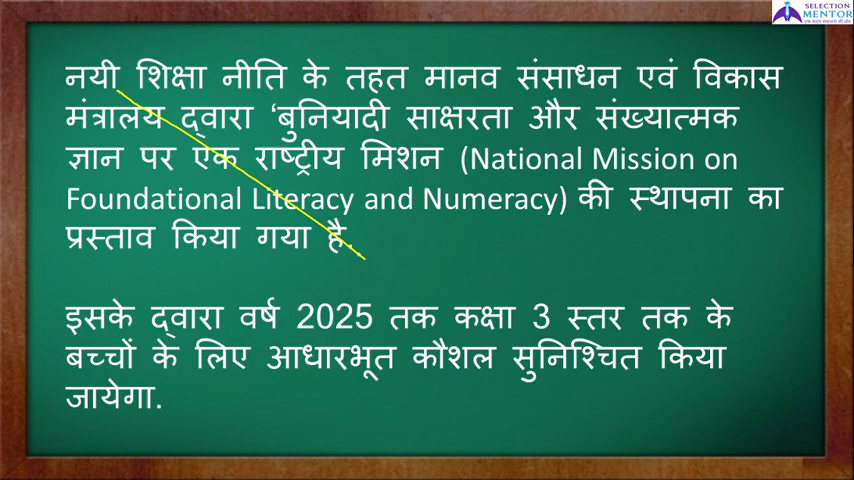 SELECTION
MENTOR
नयी शिक्षा नीति के तहत मानव संसाधन एवं विकास
मंत्रालय द्वारा ‘बुनियादी साक्षरता और संख्यात्मक
ज्ञान पर एक राष्ट्रीय मिशन (National Mission on
Foundational Literacy and Numeracy) की स्थापना का
प्रस्ताव किया गया है.
इसके द्वारा वर्ष 2025 तक कक्षा 3 स्तर तक के
बच्चों के लिए आधारभूत कौशल सुनिश्चित किया
जायेगा.